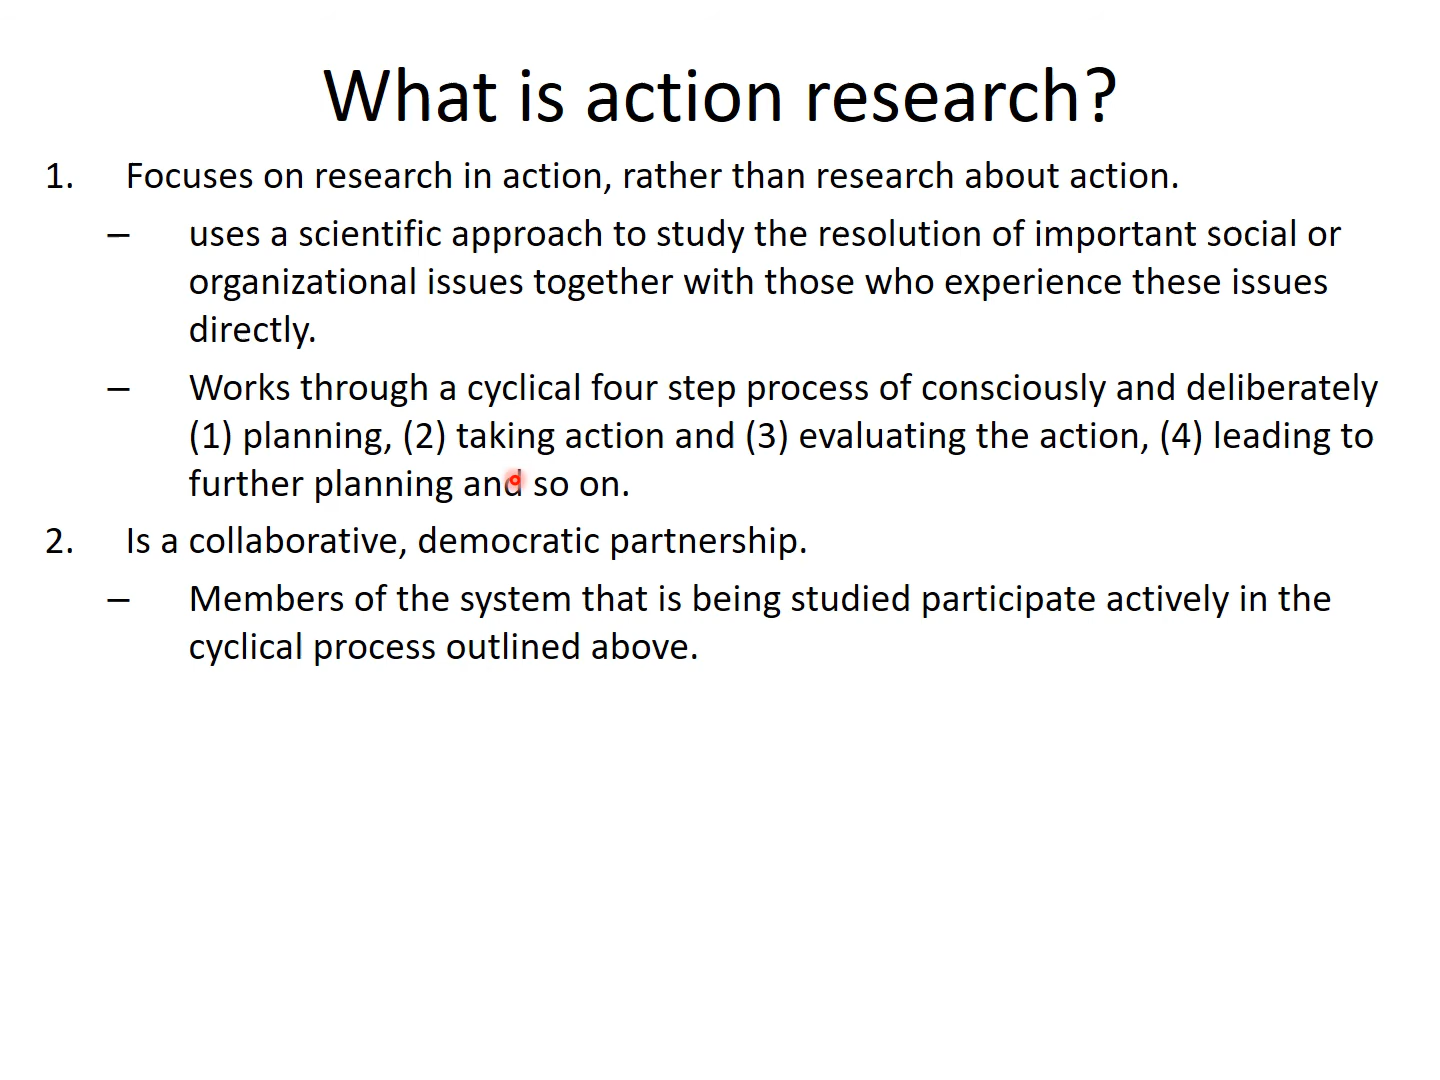 What is action research?
1. Focuses on research in action, rather than research about action.
– uses a scientific approach to study the resolution of important social or
organizational issues together with those who experience these issues
directly.
– Works through a cyclical four step process of consciously and deliberately
(1) planning, (2) taking action and (3) evaluating the action, (4) leading to
further planning and so on.
2. Is a collaborative, democratic partnership.
– Members of the system that is being studied participate actively in the
cyclical process outlined above.